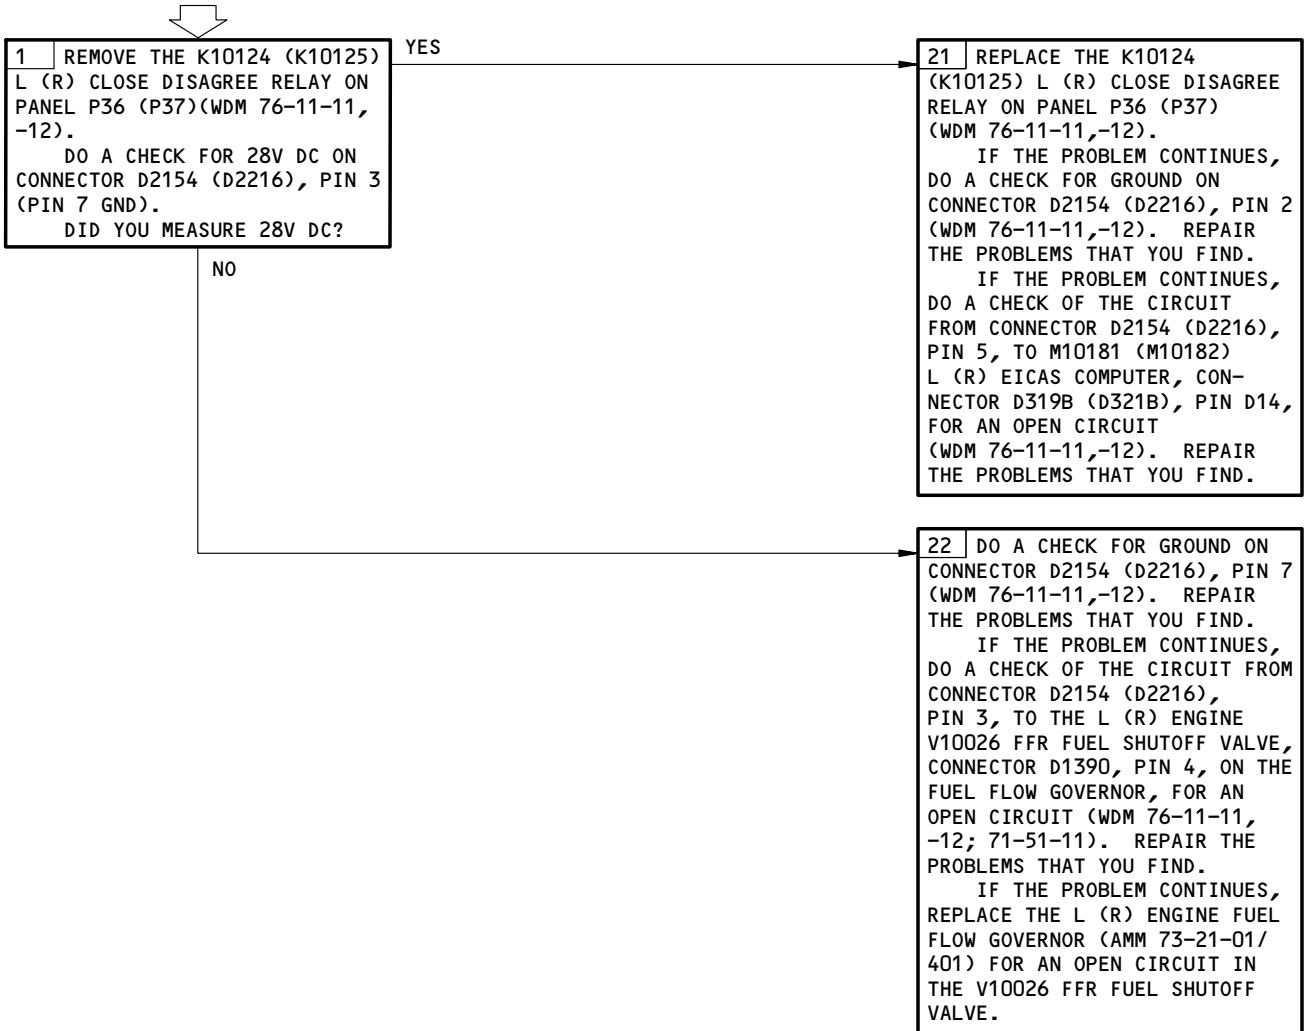 1 REMOVE THE K10124 (K10125)
L (R) CLOSE DISAGREE RELAY ON
PANEL P36 (P37)(WDM 76-11-11,
-12).
DO A CHECK FOR 28V DC ON
CONNECTOR D2154 (D2216), PIN 3
(PIN 7 GND).
DID YOU MEASURE 28V DC?
YES
NO
21 REPLACE THE K10124
(K10125) L (R) CLOSE DISAGREE
RELAY ON PANEL P36 (P37)
(WDM 76-11-11,-12).
IF THE PROBLEM CONTINUES,
DO A CHECK FOR GROUND ON
CONNECTOR D2154 (D2216), PIN 2
(WDM 76-11-11,-12). REPAIR
THE PROBLEMS THAT YOU FIND.
IF THE PROBLEM CONTINUES,
DO A CHECK OF THE CIRCUIT
FROM CONNECTOR D2154 (D2216),
PIN 5, TO M10181 (M10182)
L (R) EICAS COMPUTER, CON-
NECTOR D319B (D321B), PIN D14,
FOR AN OPEN CIRCUIT
(WDM 76-11-11,-12). REPAIR
THE PROBLEMS THAT YOU FIND.
22 DO A CHECK FOR GROUND ON
CONNECTOR D2154 (D2216), PIN 7
(WDM 76-11-11,-12). REPAIR
THE PROBLEMS THAT YOU FIND.
IF THE PROBLEM CONTINUES,
DO A CHECK OF THE CIRCUIT FROM
CONNECTOR D2154 (D2216),
PIN 3, TO THE L (R) ENGINE
V10026 FFR FUEL SHUTOFF VALVE,
CONNECTOR D1390, PIN 4, ON THE
FUEL FLOW GOVERNOR, FOR AN
OPEN CIRCUIT (WDM 76-11-11,
-12; 71-51-11). REPAIR THE
PROBLEMS THAT YOU FIND.
IF THE PROBLEM CONTINUES,
REPLACE THE L (R) ENGINE FUEL
FLOW GOVERNOR (AMM 73-21-01/
401) FOR AN OPEN CIRCUIT IN
THE V10026 FFR FUEL SHUTOFF
VALVE.